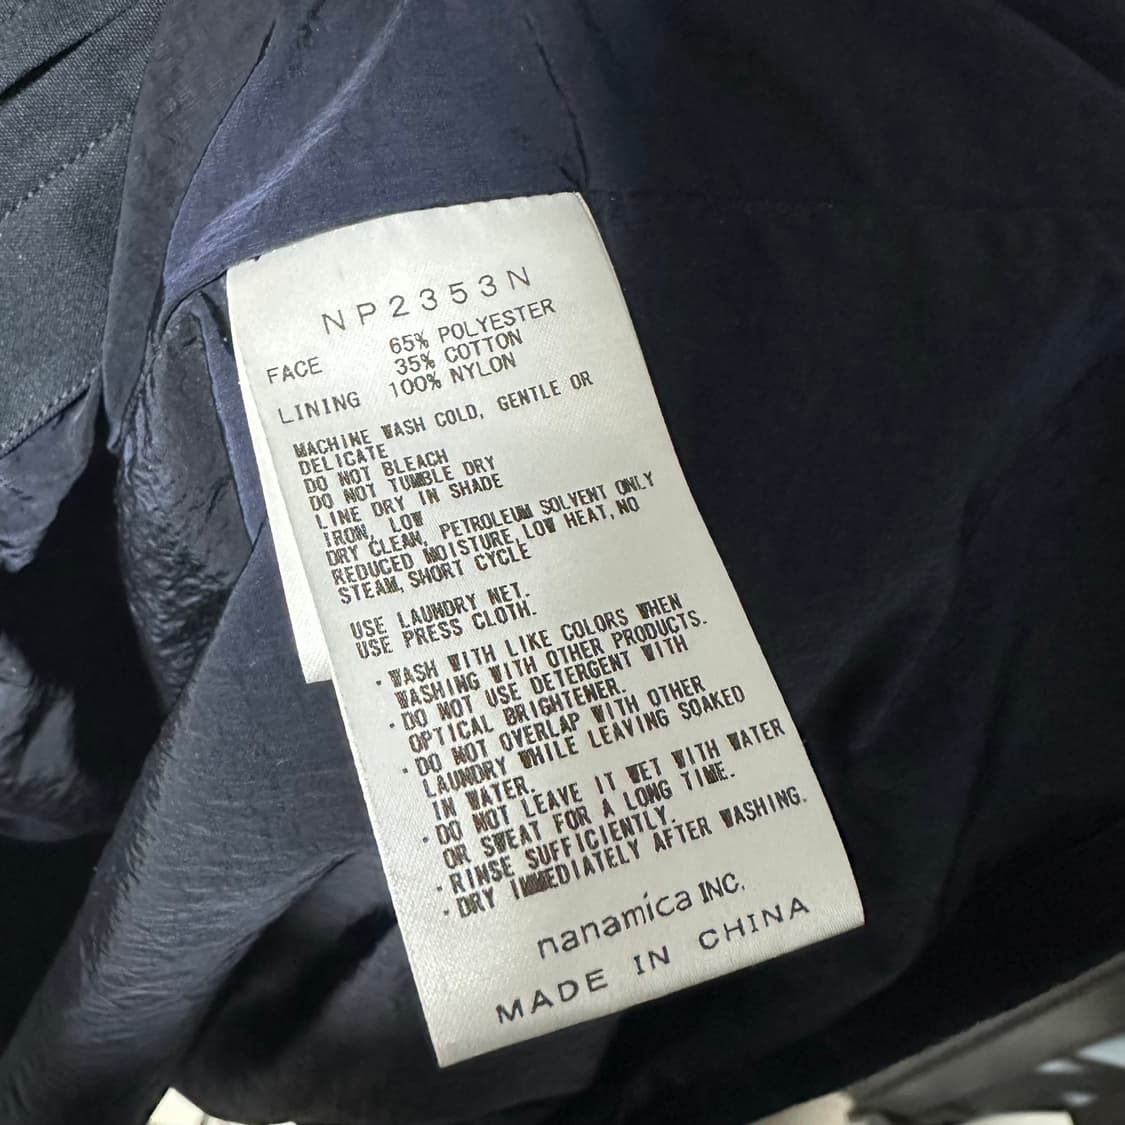 NP2353N
FACE 65% POLYESTER
35% COTTON
LINING 100% NYLON
MACHINE WASH COLD, GENTLE OR
DELICATE
DO NOT BLEACH
DO NOT TUMBLE DRY
LINE DRY IN SHADE
IRON, LOW
DRY CLEAN, PETROLEUM SOLVENT ONLY
REDUCED MOISTURE, LOW HEAT, NO
STEAM, SHORT CYCLE
USE LAUNDRY NET.
USE PRESS CLOTH.
・WASH WITH LIKE COLORS WHEN
WASHING WITH OTHER PRODUCTS.
・DO NOT USE DETERGENT WITH
OPTICAL BRIGHTENER.
・DO NOT OVERLAP WITH OTHER
LAUNDRY WHILE LEAVING SOAKED
IN WATER.
・DO NOT LEAVE IT WET WITH WATER
OR SWEAT FOR A LONG TIME.
・RINSE SUFFICIENTLY.
・DRY IMMEDIATELY AFTER WASHING.
nanamica INC.
MADE IN CHINA